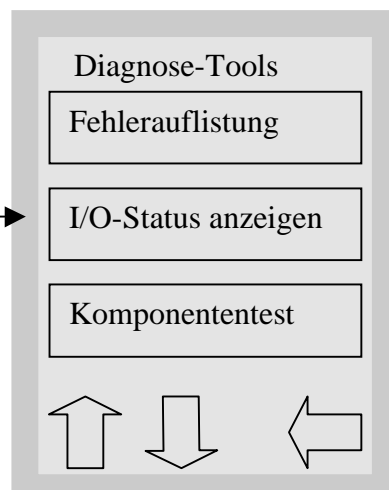 Diagnose-Tools
Fehlerauflistung
I/O-Status anzeigen
Komponententest